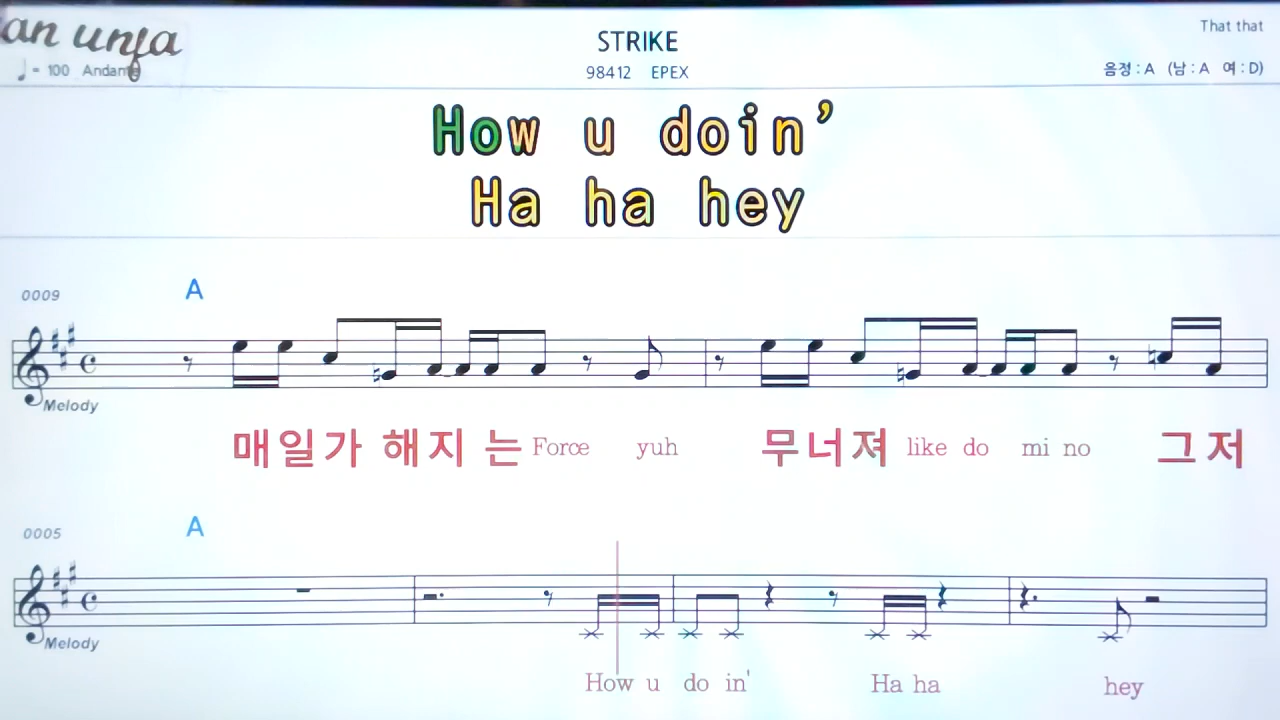 an unfa
STRIKE
That that
♩= 100 Andante
98412 EPEX
음정 : A (남 : A 여 : D)
How u doin’
Ha ha hey
0009 A
Melody
매일가 해지 는 Force yuh 무너져 like do mi no 그저
0005 A
Melody
How u do in' Ha ha hey